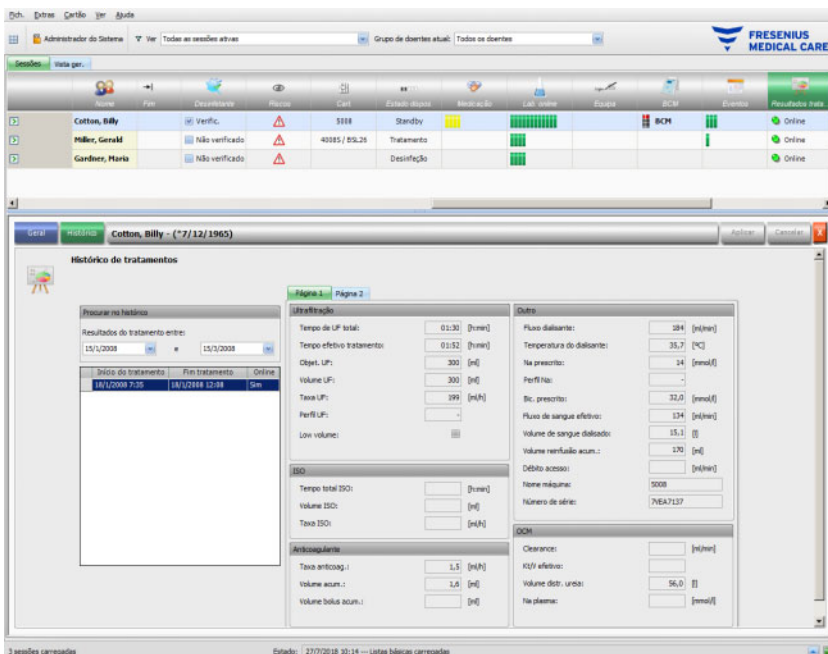 Fich. Extras Cartão Ver Ajuda
Administrador do Sistema Ver Todas as sessões ativas Grupo de doentes atual: Todos os doentes
FRESENIUS
MEDICAL CARE
Sessões Vista ger.
Nome Fim Desinfetante Riscos Cart Estado dispos Medicação Lab. online Equipa BCM Eventos Resultados trata...
Cotton, Billy Verific. 5008 Standby BCM Online
Miller, Gerald Não verificado 4008S / BSL26 Tratamento Online
Gardner, Maria Não verificado Desinfeção Online
Geral Histórico Cotton, Billy - (*7/12/1965) Aplicar Cancelar X
Histórico de tratamentos
Página 1 Página 2
Procurar no histórico
Resultados do tratamento entre:
15/1/2008 e 15/3/2008
Início do tratamento Fim tratamento Online
18/1/2008 7:35 18/1/2008 12:08 Sim
Ultrafiltração
Tempo de UF total: 01:30 [h:min]
Tempo efetivo tratamento: 01:52 [h:min]
Objet. UF: 300 [ml]
Volume UF: 300 [ml]
Taxa UF: 199 [ml/h]
Perfil UF: -
Low volume:
ISO
Tempo total ISO: [h:min]
Volume ISO: [ml]
Taxa ISO: [ml/h]
Anticoagulante
Taxa anticoag.: 1,5 [ml/h]
Volume acum.: 1,6 [ml]
Volume bolus acum.: [ml]
Outro
Fluxo dialisante: 184 [ml/min]
Temperatura do dialisante: 35,7 [ºC]
Na prescrito: 14 [mmol/l]
Perfil Na: -
Bic. prescrito: 32,0 [mmol/l]
Fluxo de sangue efetivo: 134 [ml/min]
Volume de sangue dialisado: 15,1 [l]
Volume reinfusão acum.: 170 [ml]
Débito acesso: [ml/min]
Nome máquina: 5008
Número de série: 7VEA7137
OCM
Clearance: [ml/min]
Kt/V efetivo:
Volume distr. ureia: 56,0 [l]
Na plasma: [mmol/l]
3 sessões carregadas Estado: 27/7/2018 10:14 --- Listas básicas carregadas